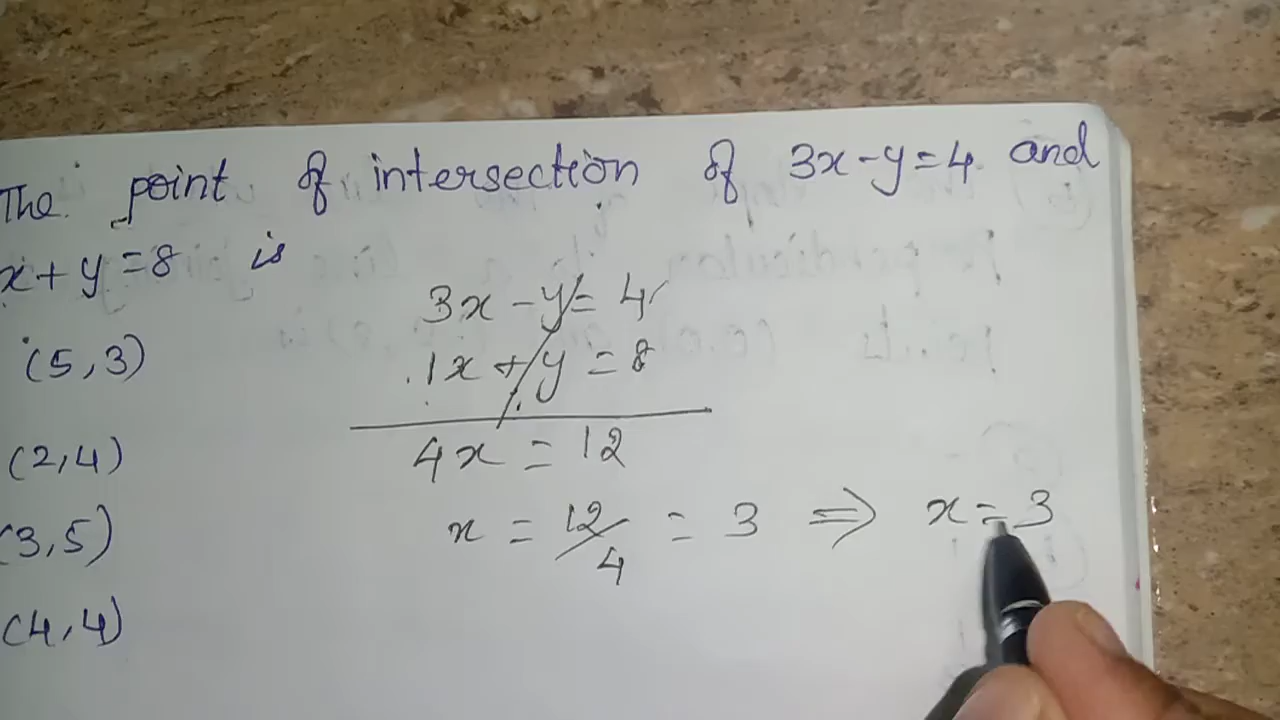 The point of intersection of 3x-y=4 and
x+y=8 is
3x-y=4
(5,3)
1x+y=8
(2,4)
4x=12
(3,5)
x=12/4=3 ⇒ x=3
(4,4)